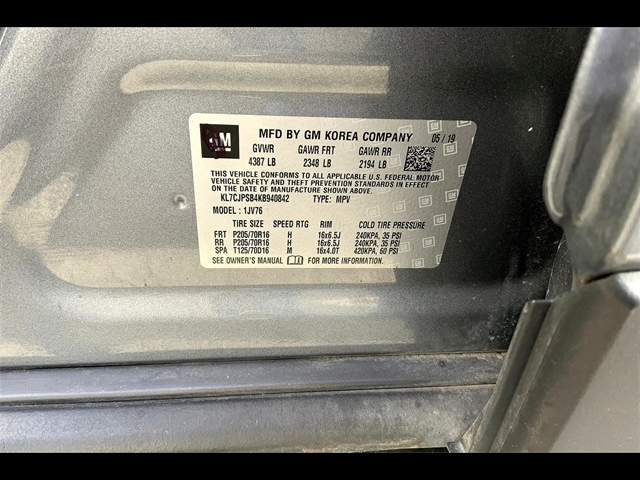 GM
MFD BY GM KOREA COMPANY 05 / 19
GVWR GAWR FRT GAWR RR
4387 LB 2348 LB 2194 LB
THIS VEHICLE CONFORMS TO ALL APPLICABLE U.S. FEDERAL MOTOR
VEHICLE SAFETY AND THEFT PREVENTION STANDARDS IN EFFECT
ON THE DATE OF MANUFACTURE SHOWN ABOVE.
KL7CJPSB4KB940842 TYPE: MPV
MODEL: 1JV76
TIRE SIZE SPEED RTG RIM COLD TIRE PRESSURE
FRT P205/70R16 H 16x6.5J 240KPA, 35 PSI
RR P205/70R16 H 16x6.5J 240KPA, 35 PSI
SPA T125/70D16 M 16x4.0T 420KPA, 60 PSI
SEE OWNER'S MANUAL FOR MORE INFORMATION.